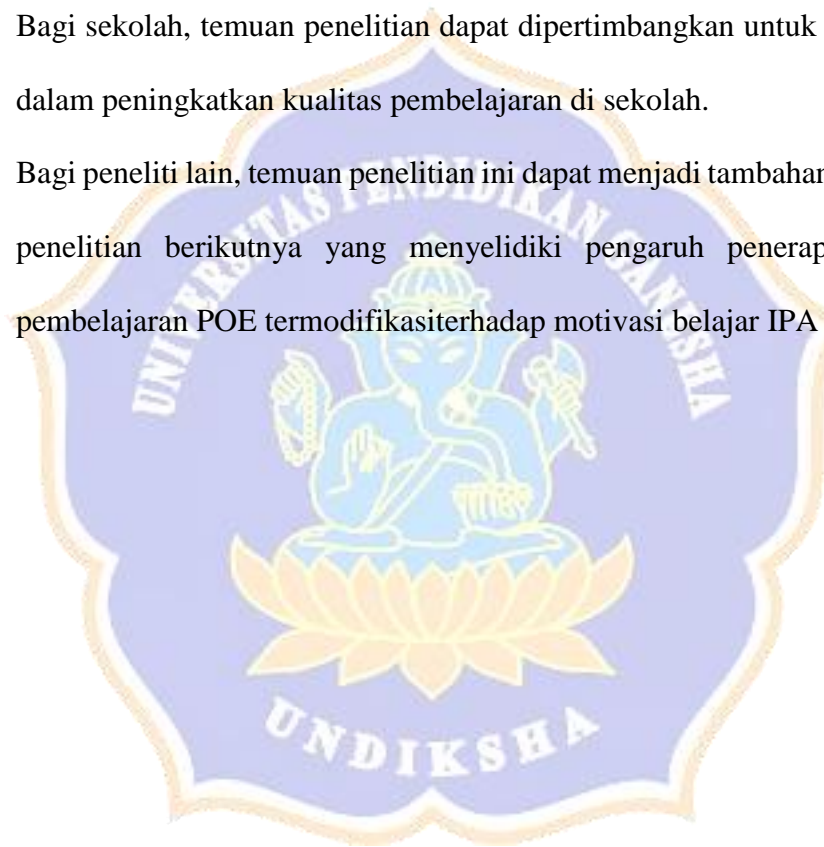 Bagi sekolah, temuan penelitian dapat dipertimbangkan untuk
dalam peningkatkan kualitas pembelajaran di sekolah.
Bagi peneliti lain, temuan penelitian ini dapat menjadi tambahan
penelitian berikutnya yang menyelidiki pengaruh penerap
pembelajaran POE termodifikasiterhadap motivasi belajar IPA
UNIVERSITAS PENDIDIKAN GANESHA
UNDIKSHA